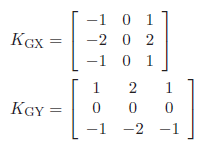 K_GX = [ -1 0 1
-2 0 2
-1 0 1 ]
K_GY = [ 1 2 1
0 0 0
-1 -2 -1 ]